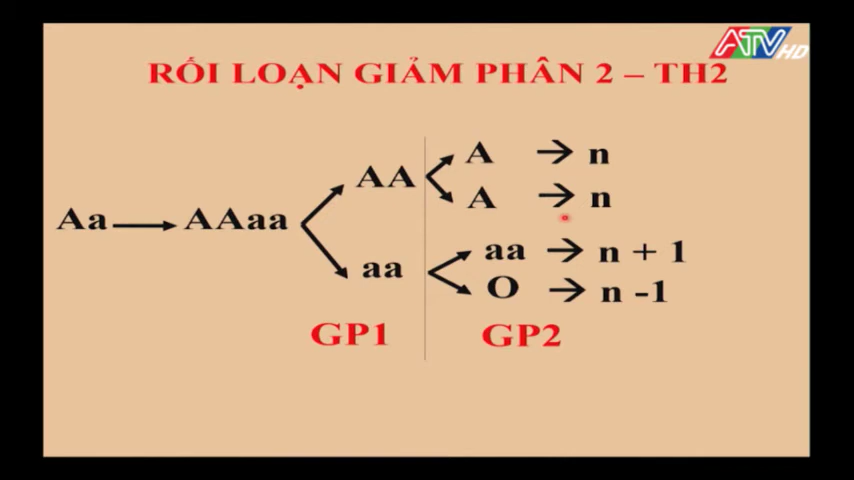 ATV HD
RỐI LOẠN GIẢM PHÂN 2 – TH2
Aa → AAaa
AA
A → n
A → n
aa
aa → n + 1
O → n -1
GP1
GP2